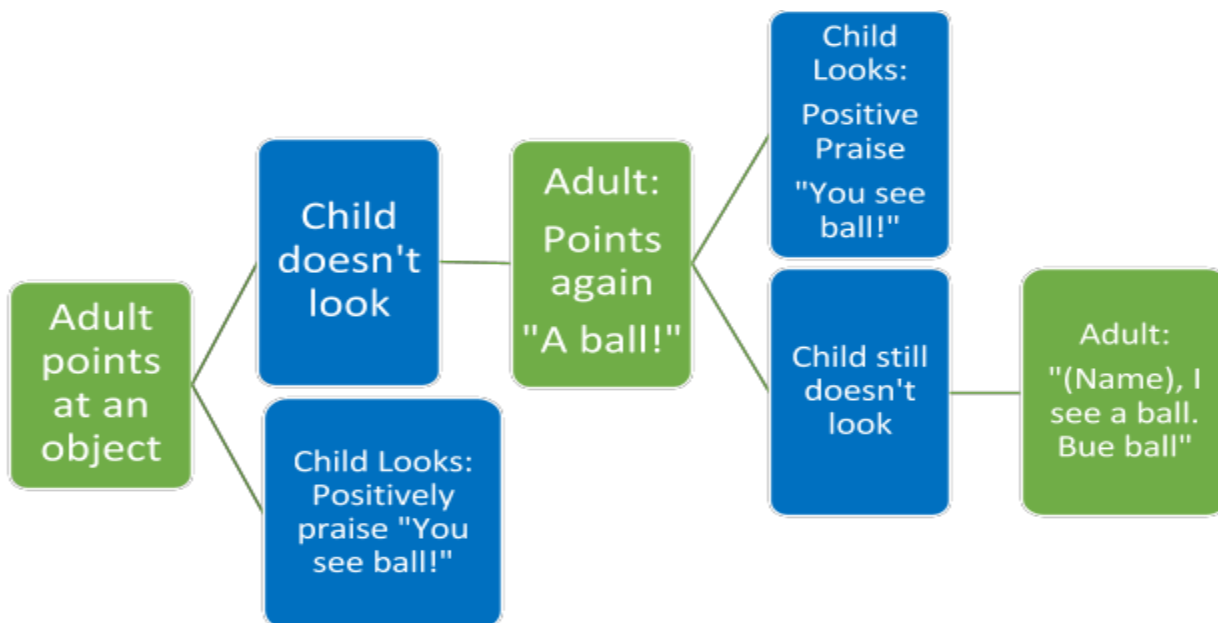 Adult
points
at an
object
Child
doesn't
look
Child Looks:
Positively
praise "You
see ball!"
Adult:
Points
again
"A ball!"
Child
Looks:
Positive
Praise
"You see
ball!"
Child still
doesn't
look
Adult:
"(Name), I
see a ball.
Bue ball"